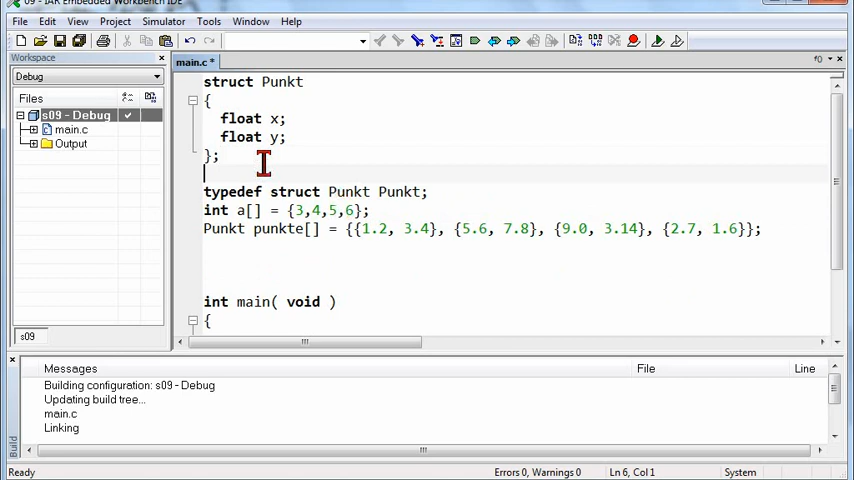 09 - IAR Embedded Workbench IDE
File Edit View Project Simulator Tools Window Help
Workspace
main.c *
f0
Debug
Files
s09 - Debug
main.c
Output
s09
struct Punkt
{
float x;
float y;
};
typedef struct Punkt Punkt;
int a[] = {3,4,5,6};
Punkt punkte[] = {{1.2, 3.4}, {5.6, 7.8}, {9.0, 3.14}, {2.7, 1.6}};
int main( void )
{
Messages File Line
Building configuration: s09 - Debug
Updating build tree...
main.c
Linking
Build
Ready Errors 0, Warnings 0 Ln 6, Col 1 System